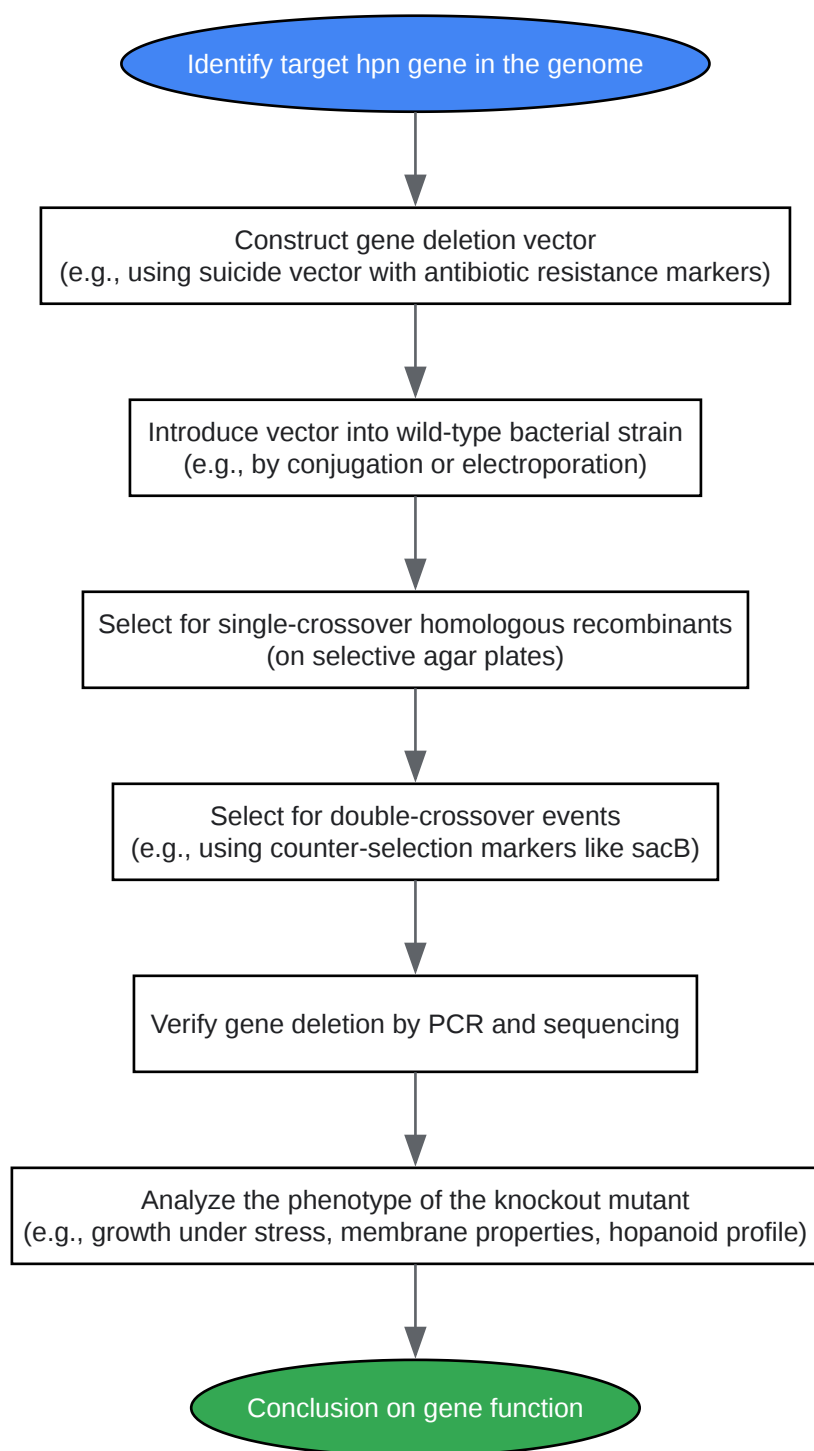 Identify target hpn gene in the genome
Construct gene deletion vector
(e.g., using suicide vector with antibiotic resistance markers)
Introduce vector into wild-type bacterial strain
(e.g., by conjugation or electroporation)
Select for single-crossover homologous recombinants
(on selective agar plates)
Select for double-crossover events
(e.g., using counter-selection markers like sacB)
Verify gene deletion by PCR and sequencing
Analyze the phenotype of the knockout mutant
(e.g., growth under stress, membrane properties, hopanoid profile)
Conclusion on gene function